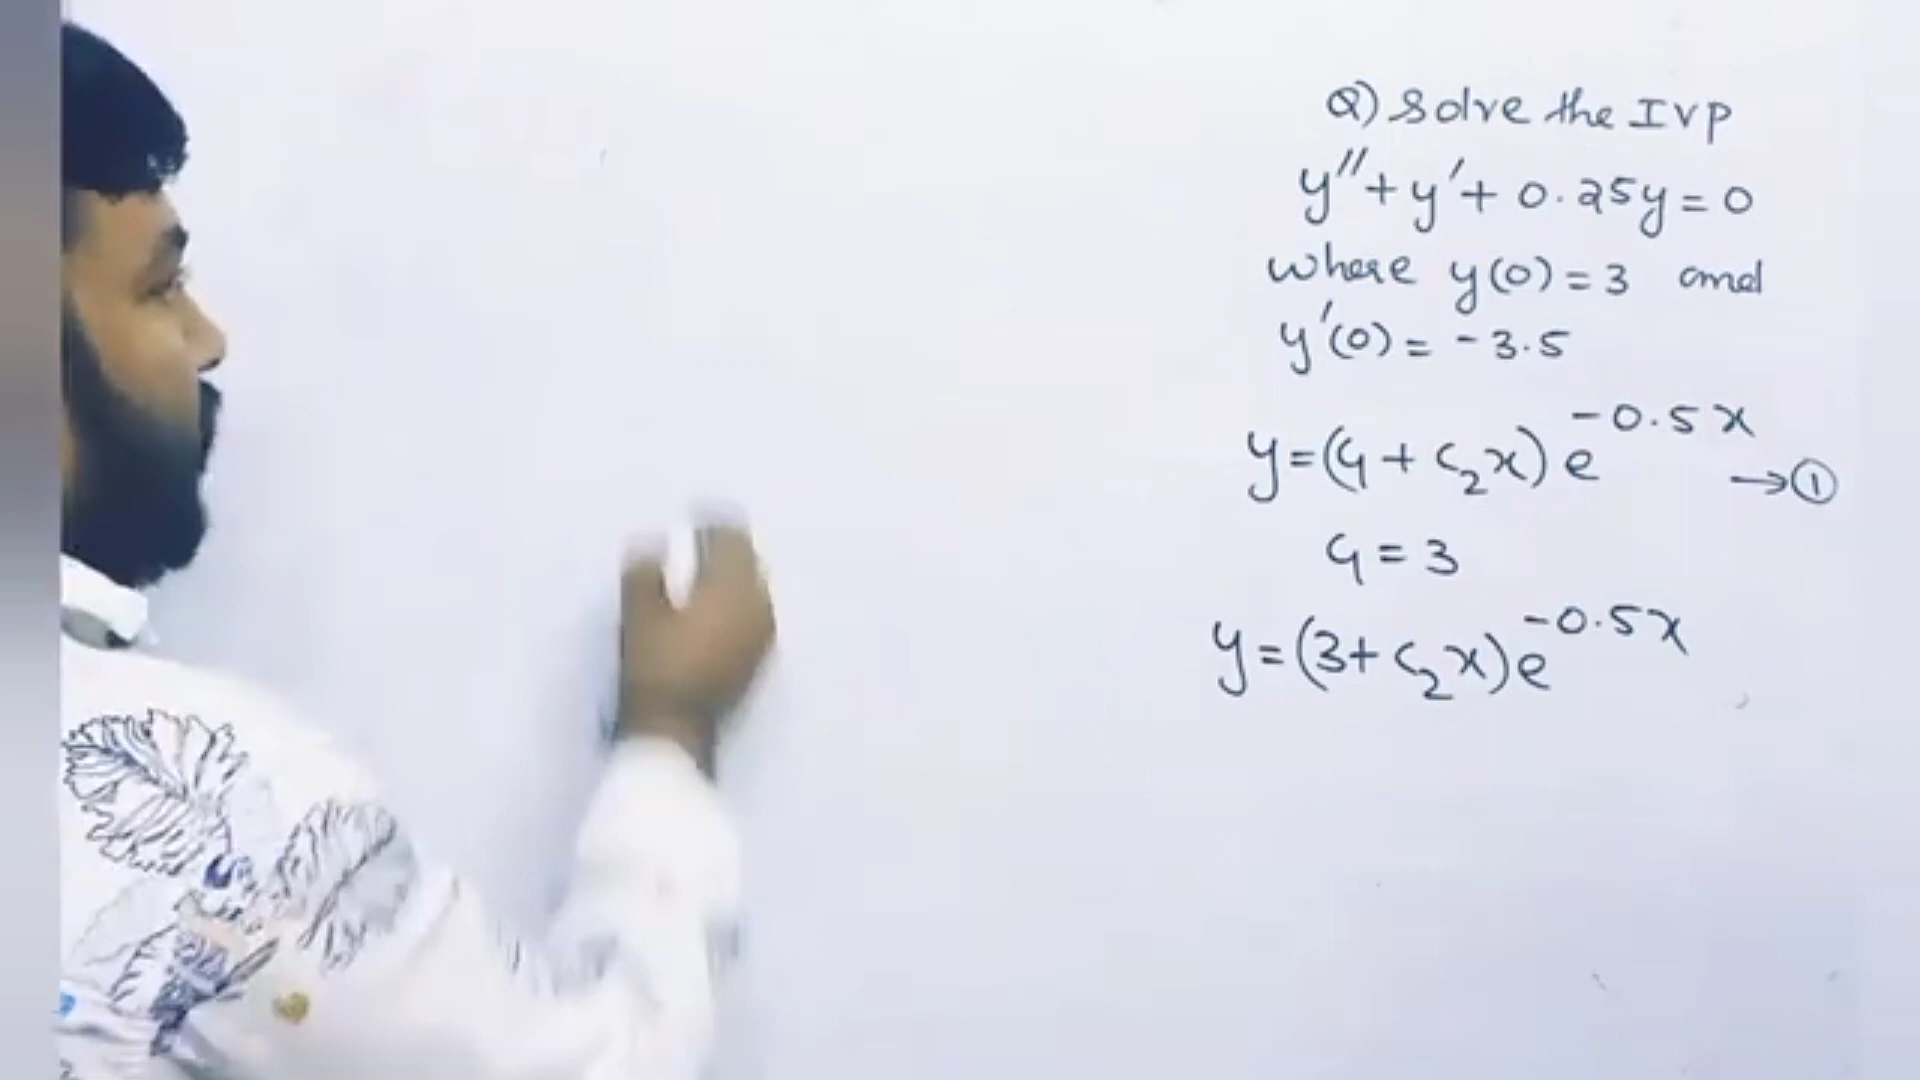 Q) Solve the IVP
y'' + y' + 0.25y = 0
where y(0) = 3 and
y'(0) = -3.5
y = (c₁ + c₂x) e^{-0.5x} → ①
c₁ = 3
y = (3 + c₂x) e^{-0.5x}